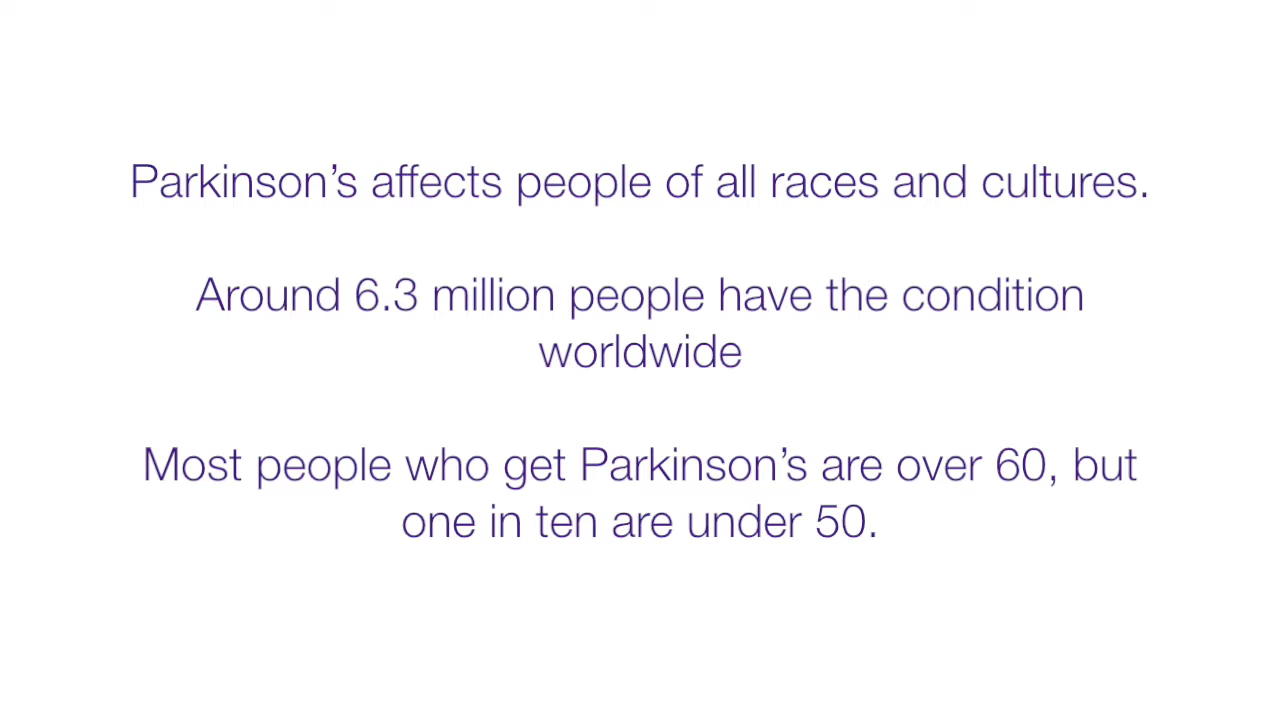 Parkinson’s affects people of all races and cultures.
Around 6.3 million people have the condition
worldwide
Most people who get Parkinson’s are over 60, but
one in ten are under 50.